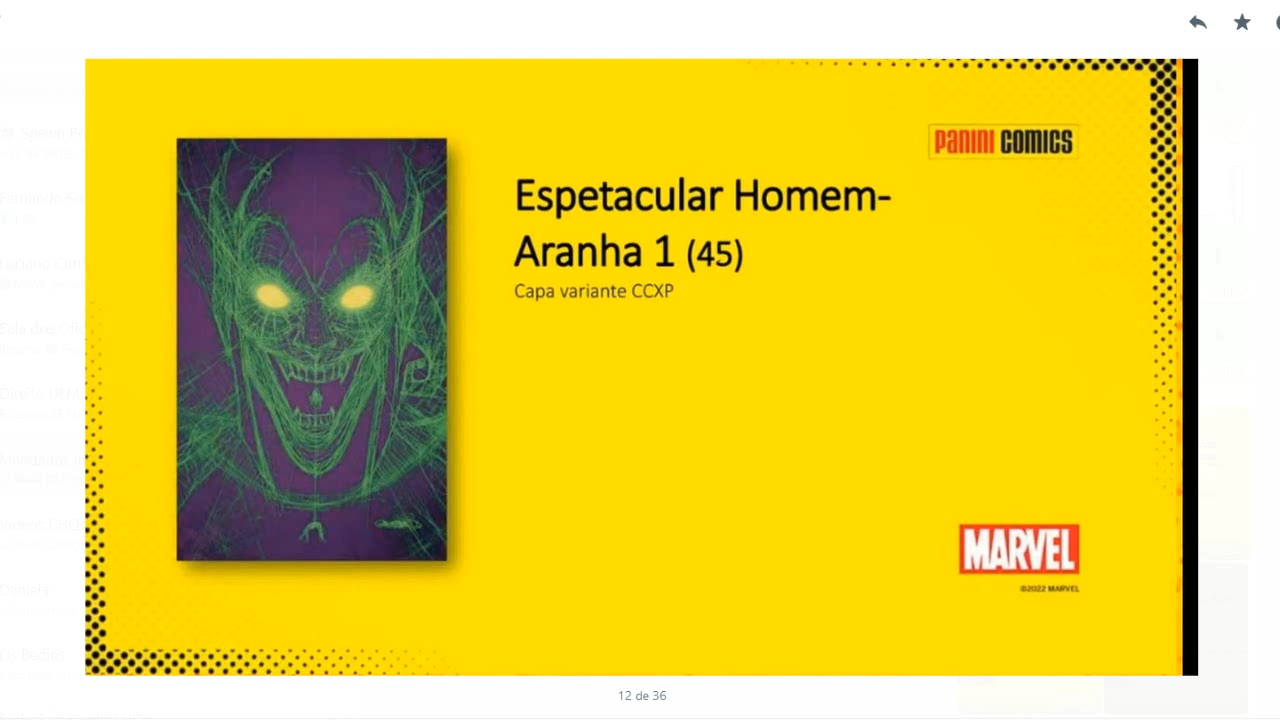 PANINI COMICS
Espetacular Homem-
Aranha 1 (45)
Capa variante CCXP
MARVEL
©2022 MARVEL
12 de 36